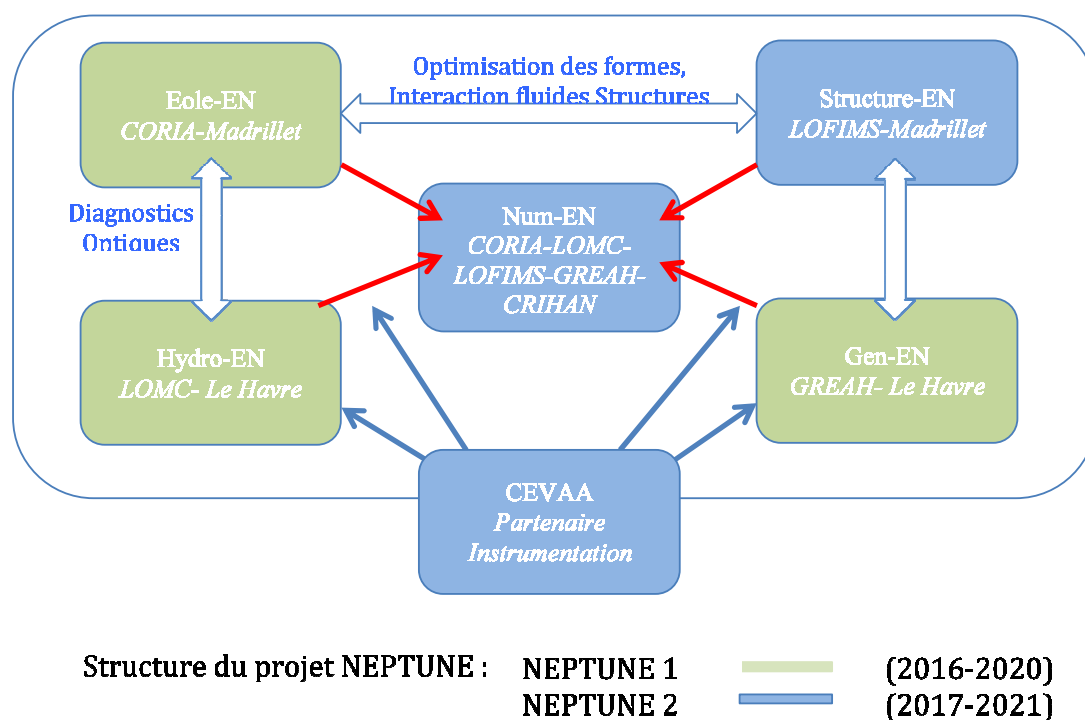 Optimisation des formes,
Interaction fluides Structures
Eole-EN
CORIA-Madrillet
Structure-EN
LOFIMS-Madrillet
Diagnostics
Ontiques
Num-EN
CORIA-LOMC-
LOFIMS-GREAH-
CRIHAN
Hydro-EN
LOMC- Le Havre
Gen-EN
GREAH- Le Havre
CEVAA
Partenaire
Instrumentation
Structure du projet NEPTUNE : NEPTUNE 1 (2016-2020)
NEPTUNE 2 (2017-2021)